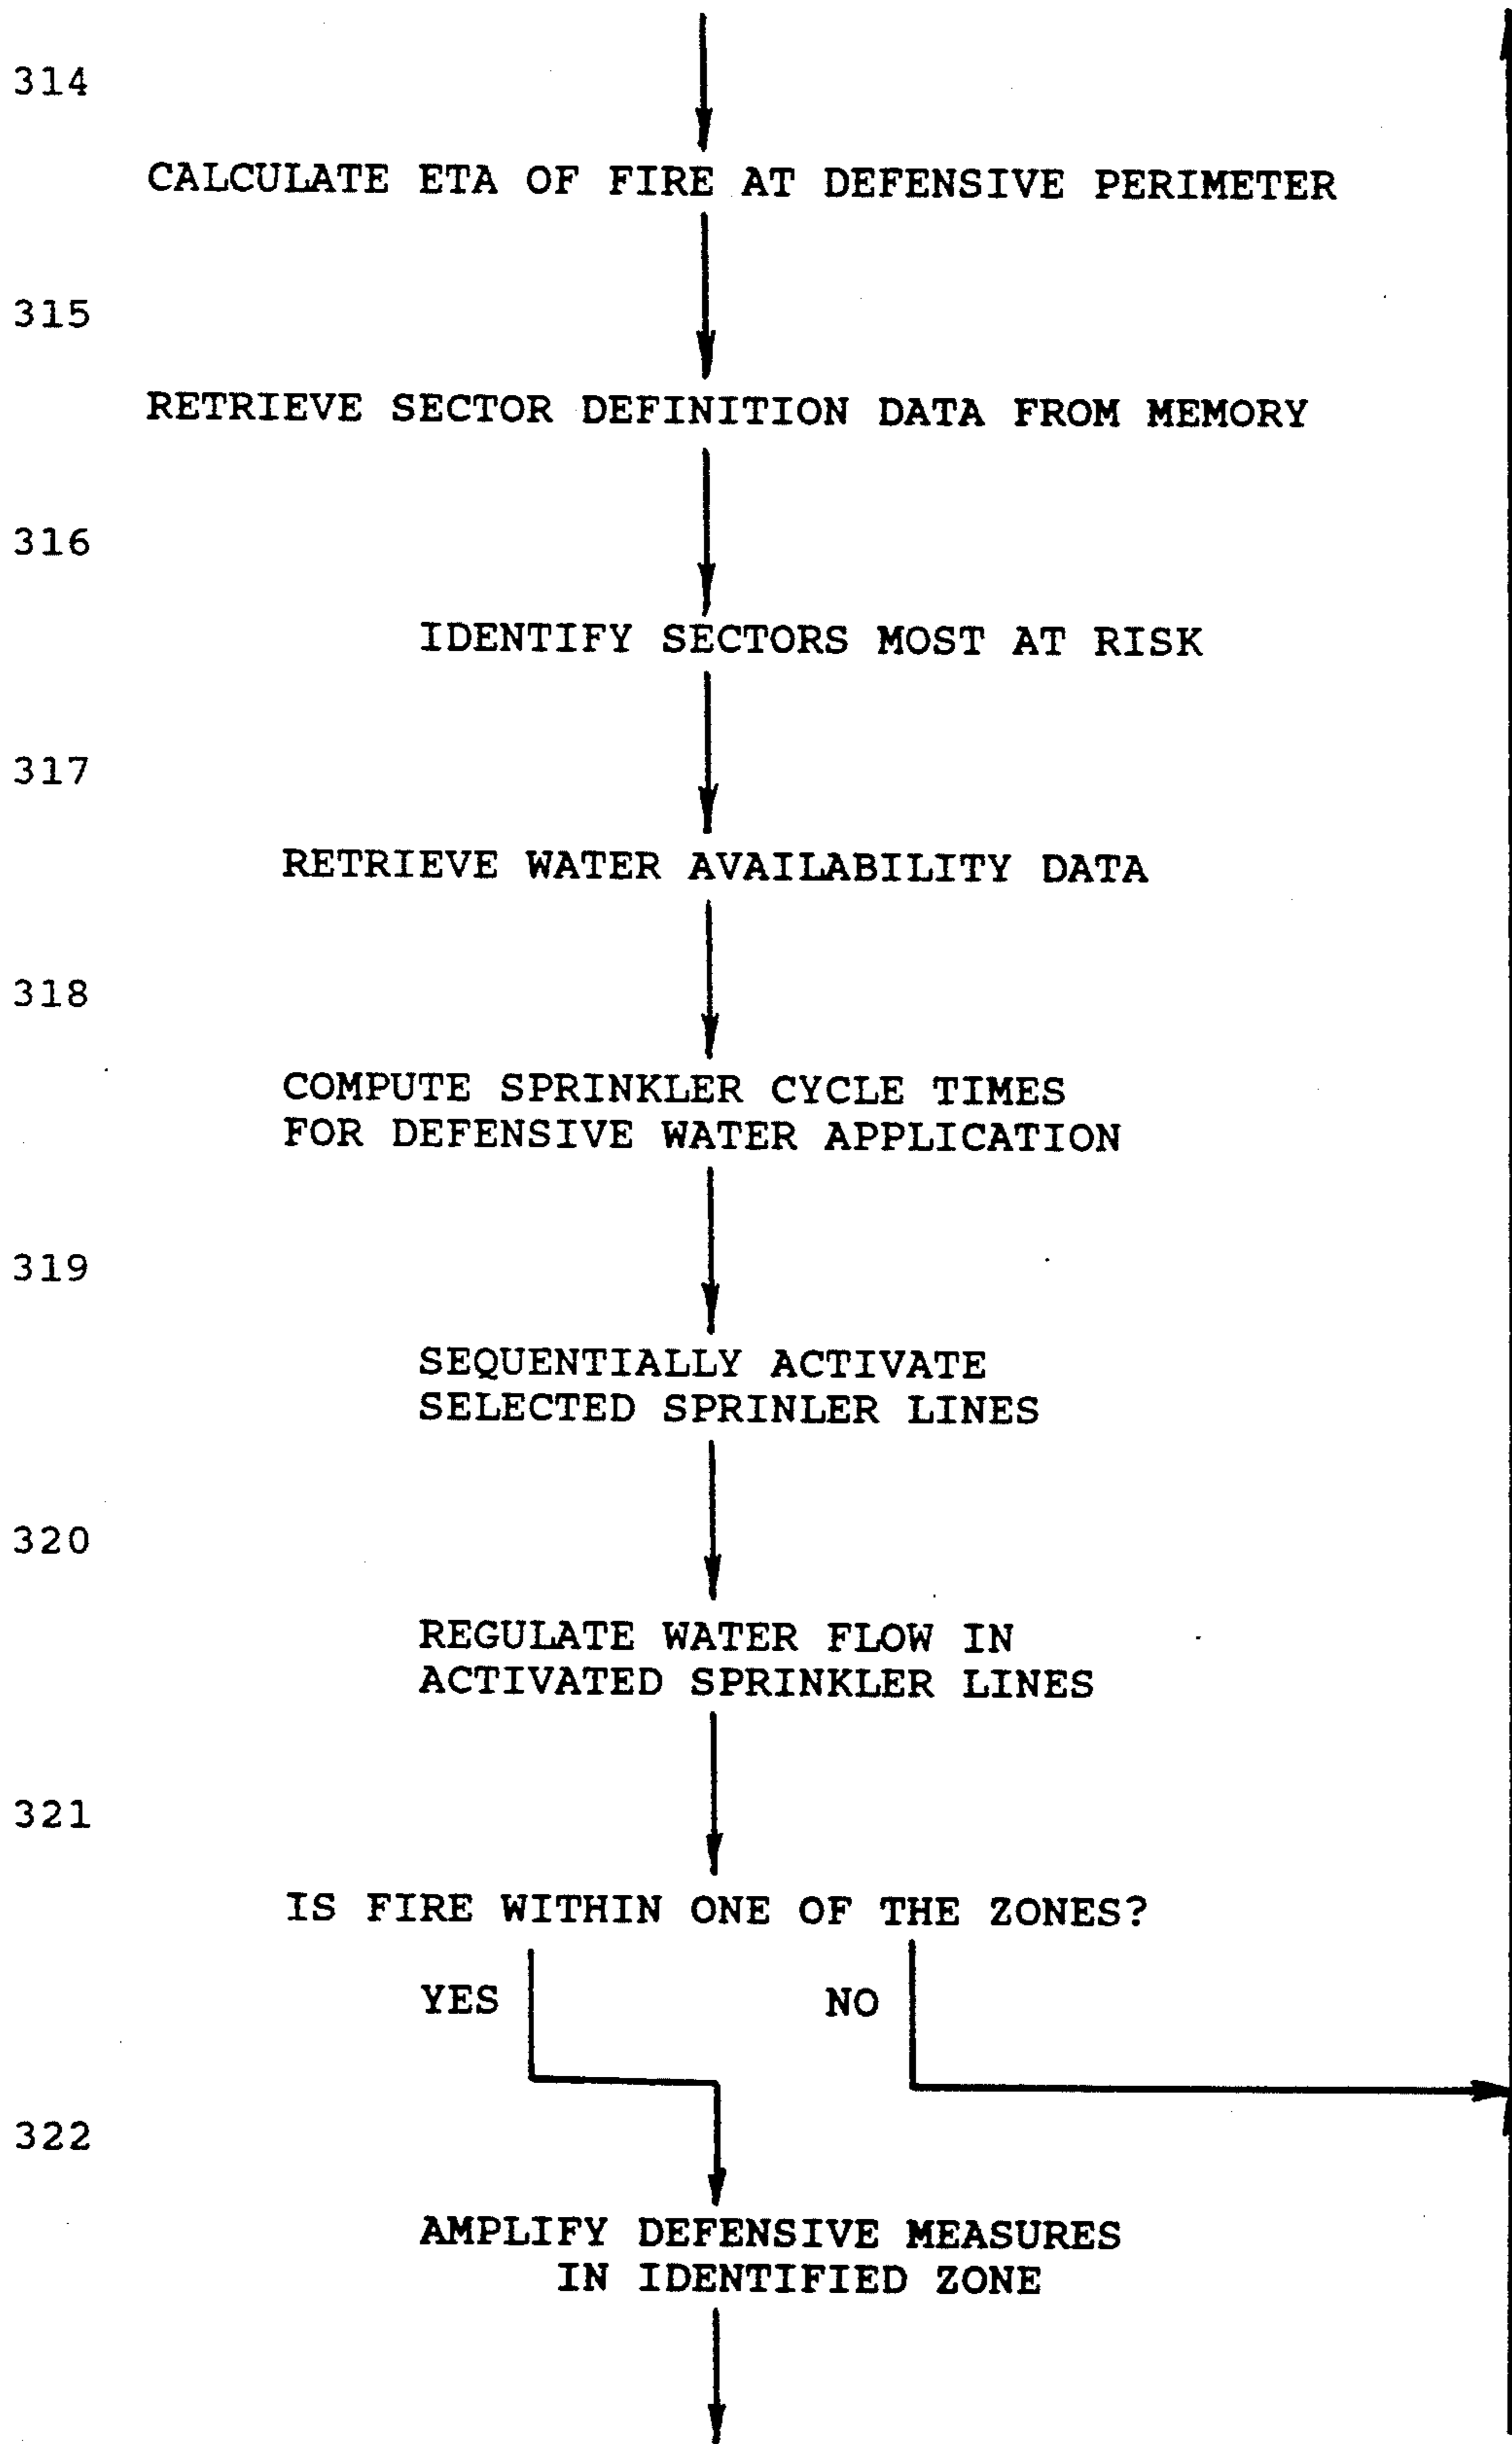 314
CALCULATE ETA OF FIRE AT DEFENSIVE PERIMETER
315
RETRIEVE SECTOR DEFINITION DATA FROM MEMORY
316
IDENTIFY SECTORS MOST AT RISK
317
RETRIEVE WATER AVAILABILITY DATA
318
COMPUTE SPRINKLER CYCLE TIMES
FOR DEFENSIVE WATER APPLICATION
319
SEQUENTIALLY ACTIVATE
SELECTED SPRINLER LINES
320
REGULATE WATER FLOW IN
ACTIVATED SPRINKLER LINES
321
IS FIRE WITHIN ONE OF THE ZONES?
YES NO
322
AMPLIFY DEFENSIVE MEASURES
IN IDENTIFIED ZONE